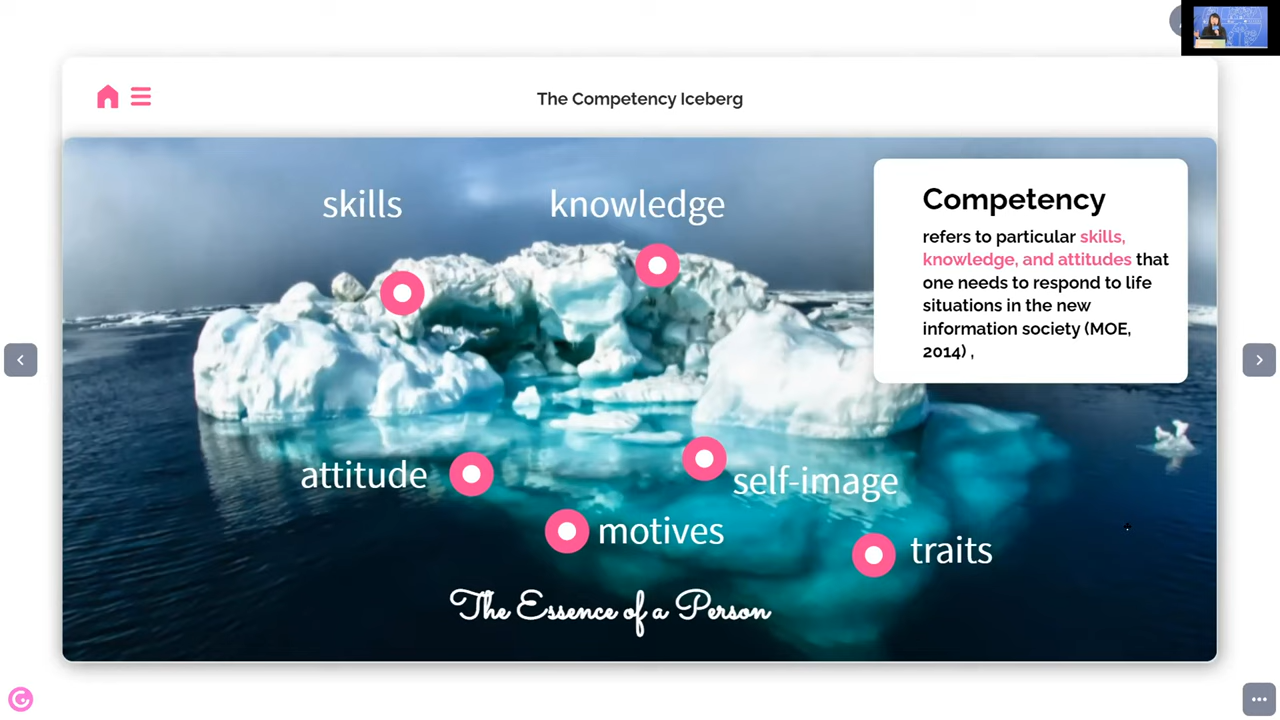 The Competency Iceberg
skills
knowledge
Competency
refers to particular skills,
knowledge, and attitudes that
one needs to respond to life
situations in the new
information society (MOE,
2014) ,
attitude
self-image
motives
traits
The Essence of a Person